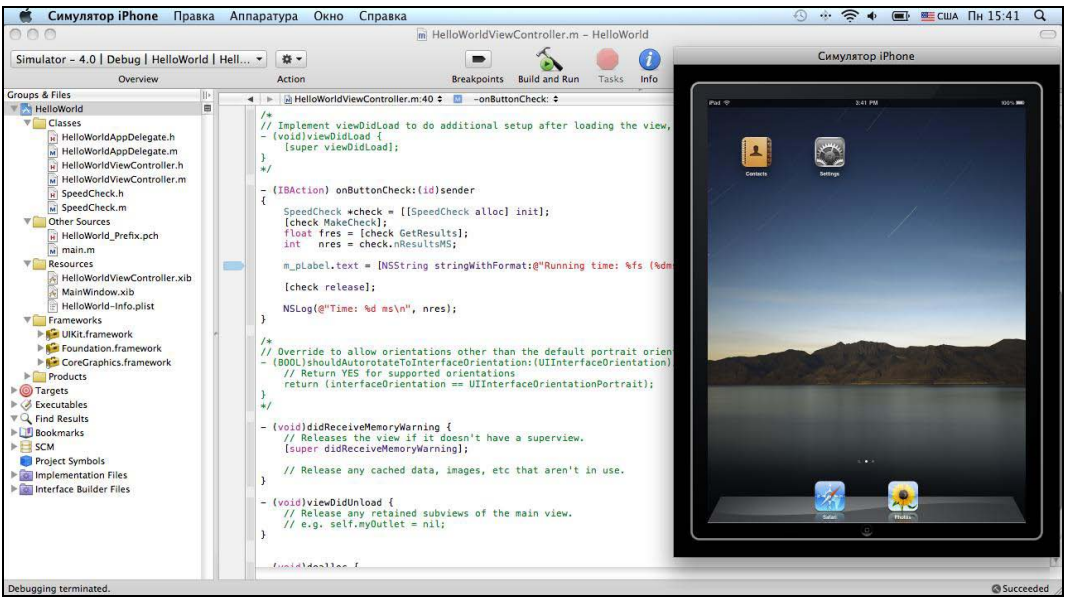 Симулятор iPhone Правка Аппаратура Окно Справка США Пн 15:41
HelloWorldViewController.m – HelloWorld
Simulator – 4.0 | Debug | HelloWorld | Hell...
Overview Action Breakpoints Build and Run Tasks Info
Симулятор iPhone
Groups & Files
HelloWorld
Classes
HelloWorldAppDelegate.h
HelloWorldAppDelegate.m
HelloWorldViewController.h
HelloWorldViewController.m
SpeedCheck.h
SpeedCheck.m
Other Sources
HelloWorld_Prefix.pch
main.m
Resources
HelloWorldViewController.xib
MainWindow.xib
HelloWorld-Info.plist
Frameworks
UIKit.framework
Foundation.framework
CoreGraphics.framework
Products
Targets
Executables
Find Results
Bookmarks
SCM
Project Symbols
Implementation Files
Interface Builder Files
HelloWorldViewController.m:40 -onButtonCheck:
/*
// Implement viewDidLoad to do additional setup after loading the view,
- (void)viewDidLoad {
[super viewDidLoad];
}
*/
- (IBAction) onButtonCheck:(id)sender
{
SpeedCheck *check = [[SpeedCheck alloc] init];
[check MakeCheck];
float fres = [check GetResults];
int nres = check.nResultsMS;
m_pLabel.text = [NSString stringWithFormat:@"Running time: %fs (%dm
[check release];
NSLog(@"Time: %d ms\n", nres);
}
/*
// Override to allow orientations other than the default portrait orien
- (BOOL)shouldAutorotateToInterfaceOrientation:(UIInterfaceOrientation)
// Return YES for supported orientations
return (interfaceOrientation == UIInterfaceOrientationPortrait);
}
*/
- (void)didReceiveMemoryWarning {
// Releases the view if it doesn't have a superview.
[super didReceiveMemoryWarning];
// Release any cached data, images, etc that aren't in use.
}
- (void)viewDidUnload {
// Release any retained subviews of the main view.
// e.g. self.myOutlet = nil;
}
iPad 3:41 PM 100%
Contacts Settings
Safari Photos
Debugging terminated. Succeeded